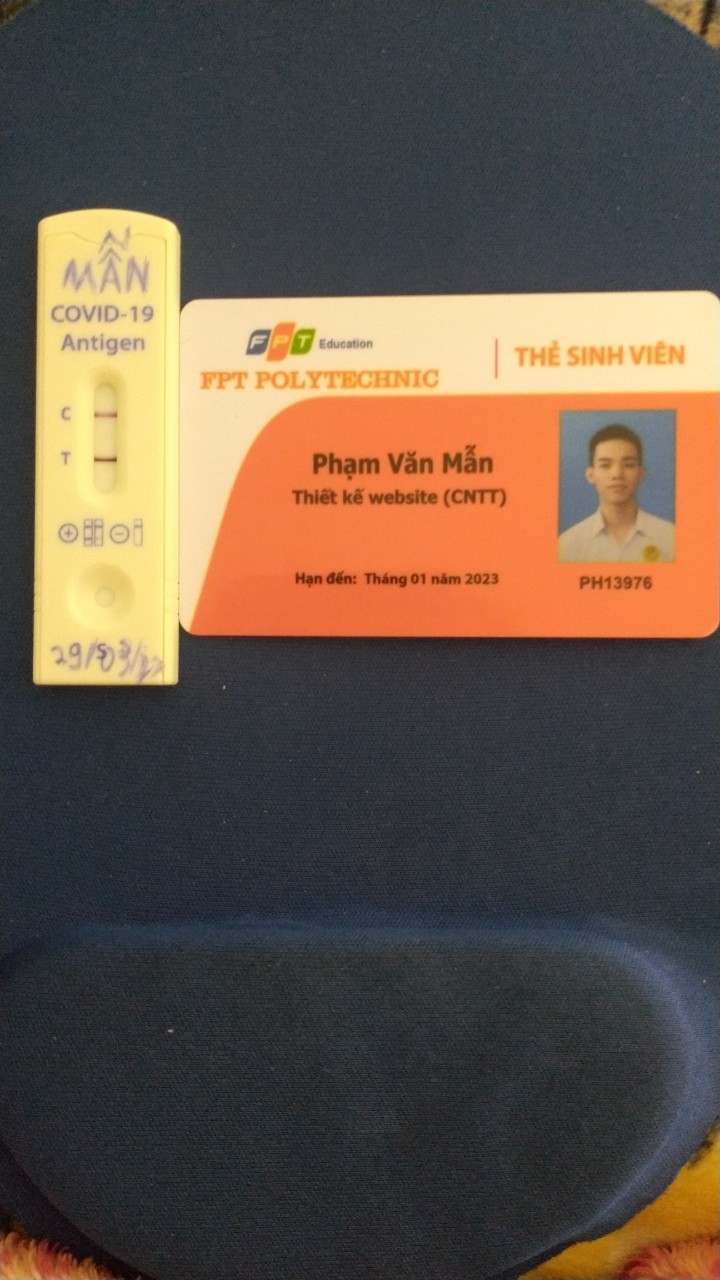 MẪN
COVID-19
Antigen
C
T
29/03/22
FPT Education
FPT POLYTECHNIC
THẺ SINH VIÊN
Phạm Văn Mẫn
Thiết kế website (CNTT)
Hạn đến: Tháng 01 năm 2023
PH13976